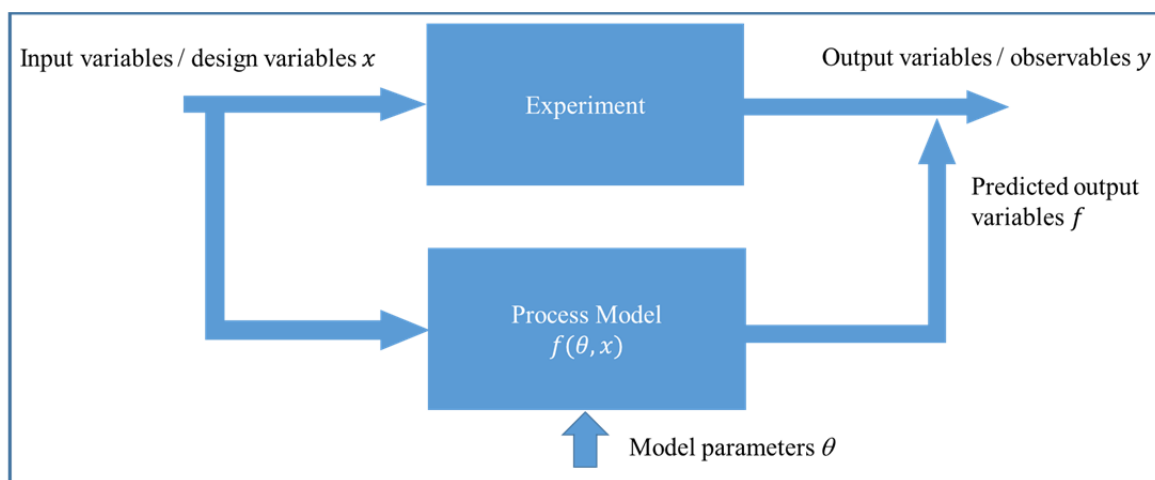 Input variables / design variables x
Output variables / observables y
Experiment
Predicted output
variables f
Process Model
f(θ, x)
Model parameters θ